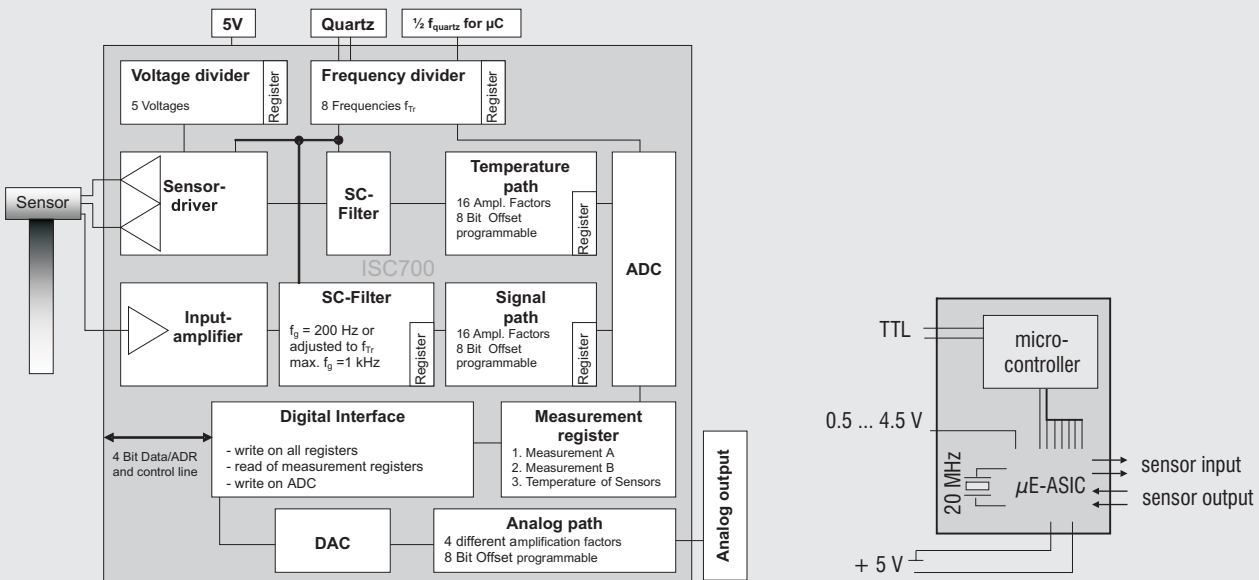 5V
Quartz
½ fquartz for µC
Voltage divider
5 Voltages
Register
Frequency divider
8 Frequencies fTr
Register
Sensor
Sensor-
driver
SC-
Filter
Temperature
path
16 Ampl. Factors
8 Bit Offset
programmable
Register
ADC
ISC700
Input-
amplifier
SC-Filter
fg = 200 Hz or
adjusted to fTr
max. fg =1 kHz
Register
Signal
path
16 Ampl. Factors
8 Bit Offset
programmable
Register
4 Bit Data/ADR
and control line
Digital Interface
- write on all registers
- read of measurement registers
- write on ADC
Measurement
register
1. Measurement A
2. Measurement B
3. Temperature of Sensors
DAC
Analog path
4 different amplification factors
8 Bit Offset programmable
Analog output
TTL
micro-
controller
0.5 ... 4.5 V
20 MHz
µE-ASIC
sensor input
sensor output
+ 5 V